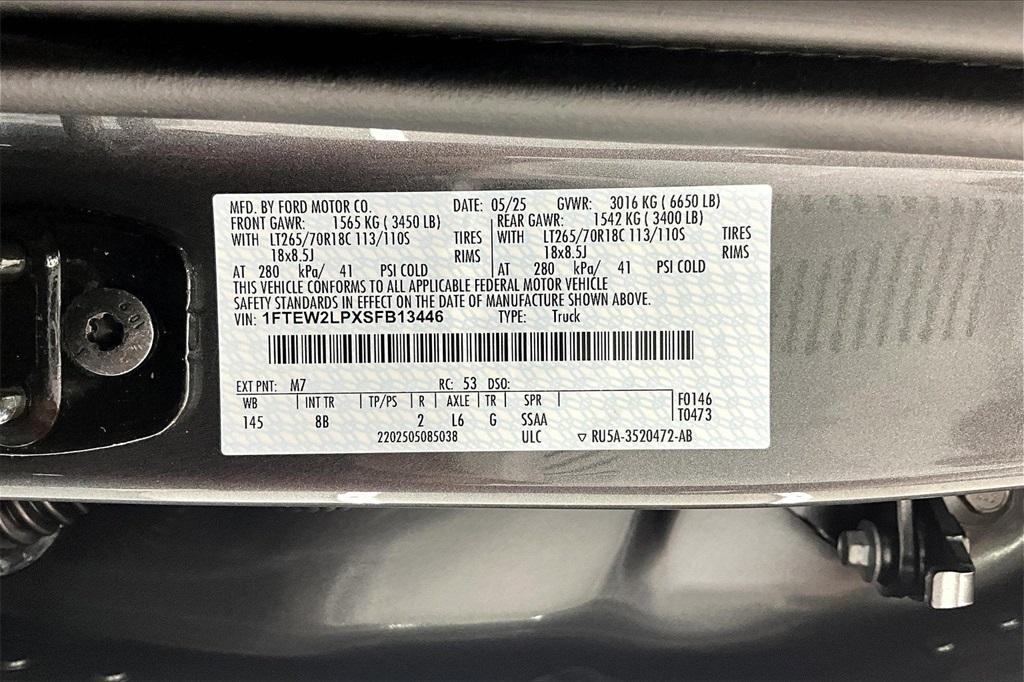 MFD. BY FORD MOTOR CO. DATE: 05/25 GVWR: 3016 KG ( 6650 LB)
FRONT GAWR: 1565 KG ( 3450 LB) REAR GAWR: 1542 KG ( 3400 LB)
WITH LT265/70R18C 113/110S TIRES WITH LT265/70R18C 113/110S TIRES
18x8.5J RIMS 18x8.5J RIMS
AT 280 kPa/ 41 PSI COLD AT 280 kPa/ 41 PSI COLD
THIS VEHICLE CONFORMS TO ALL APPLICABLE FEDERAL MOTOR VEHICLE
SAFETY STANDARDS IN EFFECT ON THE DATE OF MANUFACTURE SHOWN ABOVE.
VIN: 1FTEW2LPXSFB13446 TYPE: Truck
EXT PNT: M7 RC: 53 DSO:
WB INT TR TP/PS R AXLE TR SPR F0146
145 8B 2 L6 G SSAA T0473
2202505085038 ULC ▽ RU5A-3520472-AB